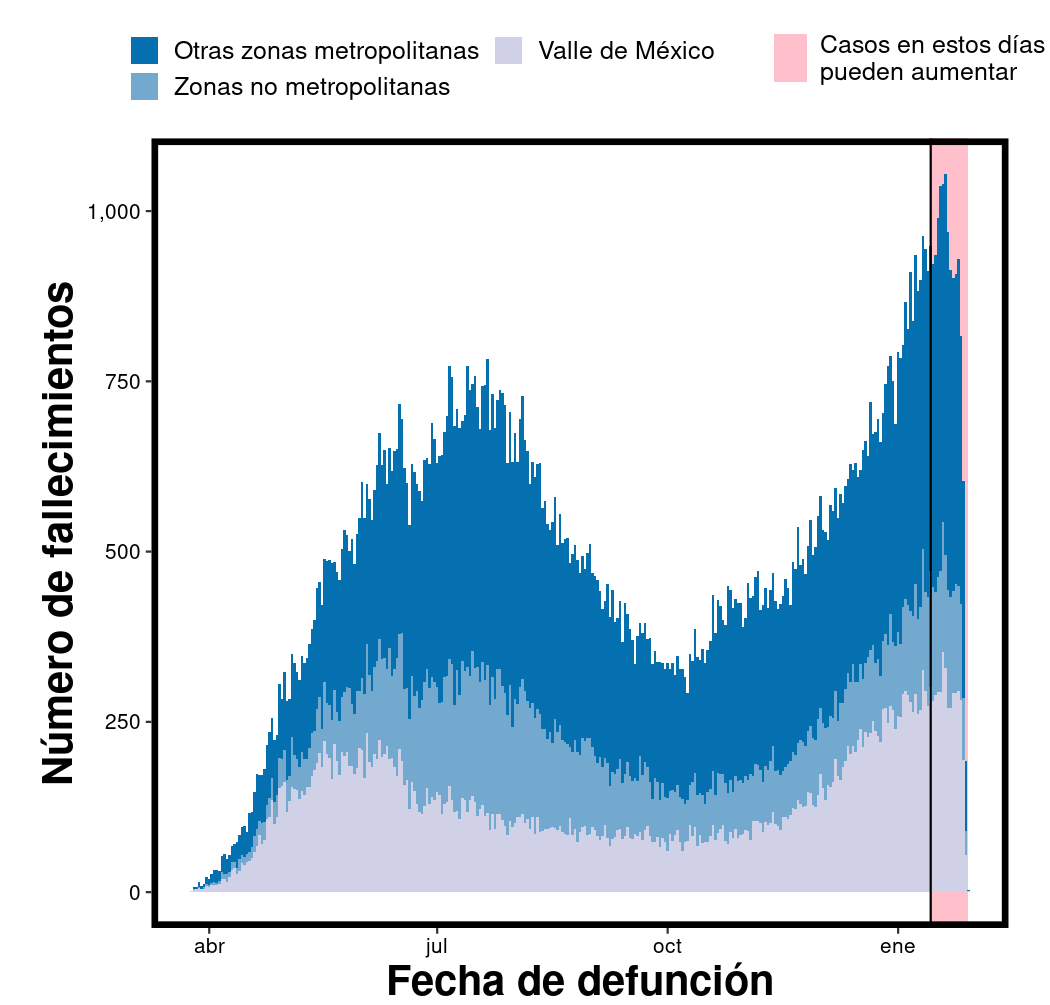 Otras zonas metropolitanas
Zonas no metropolitanas
Valle de México
Casos en estos días
pueden aumentar
Número de fallecimientos
1,000
750
500
250
0
abr
jul
oct
ene
Fecha de defunción